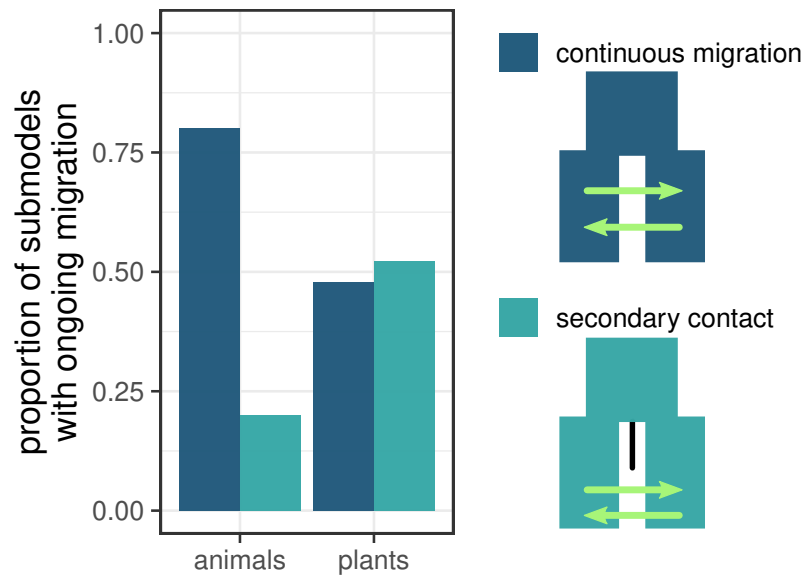 proportion of submodels
with ongoing migration
1.00
0.75
0.50
0.25
0.00
animals
plants
continuous migration
secondary contact